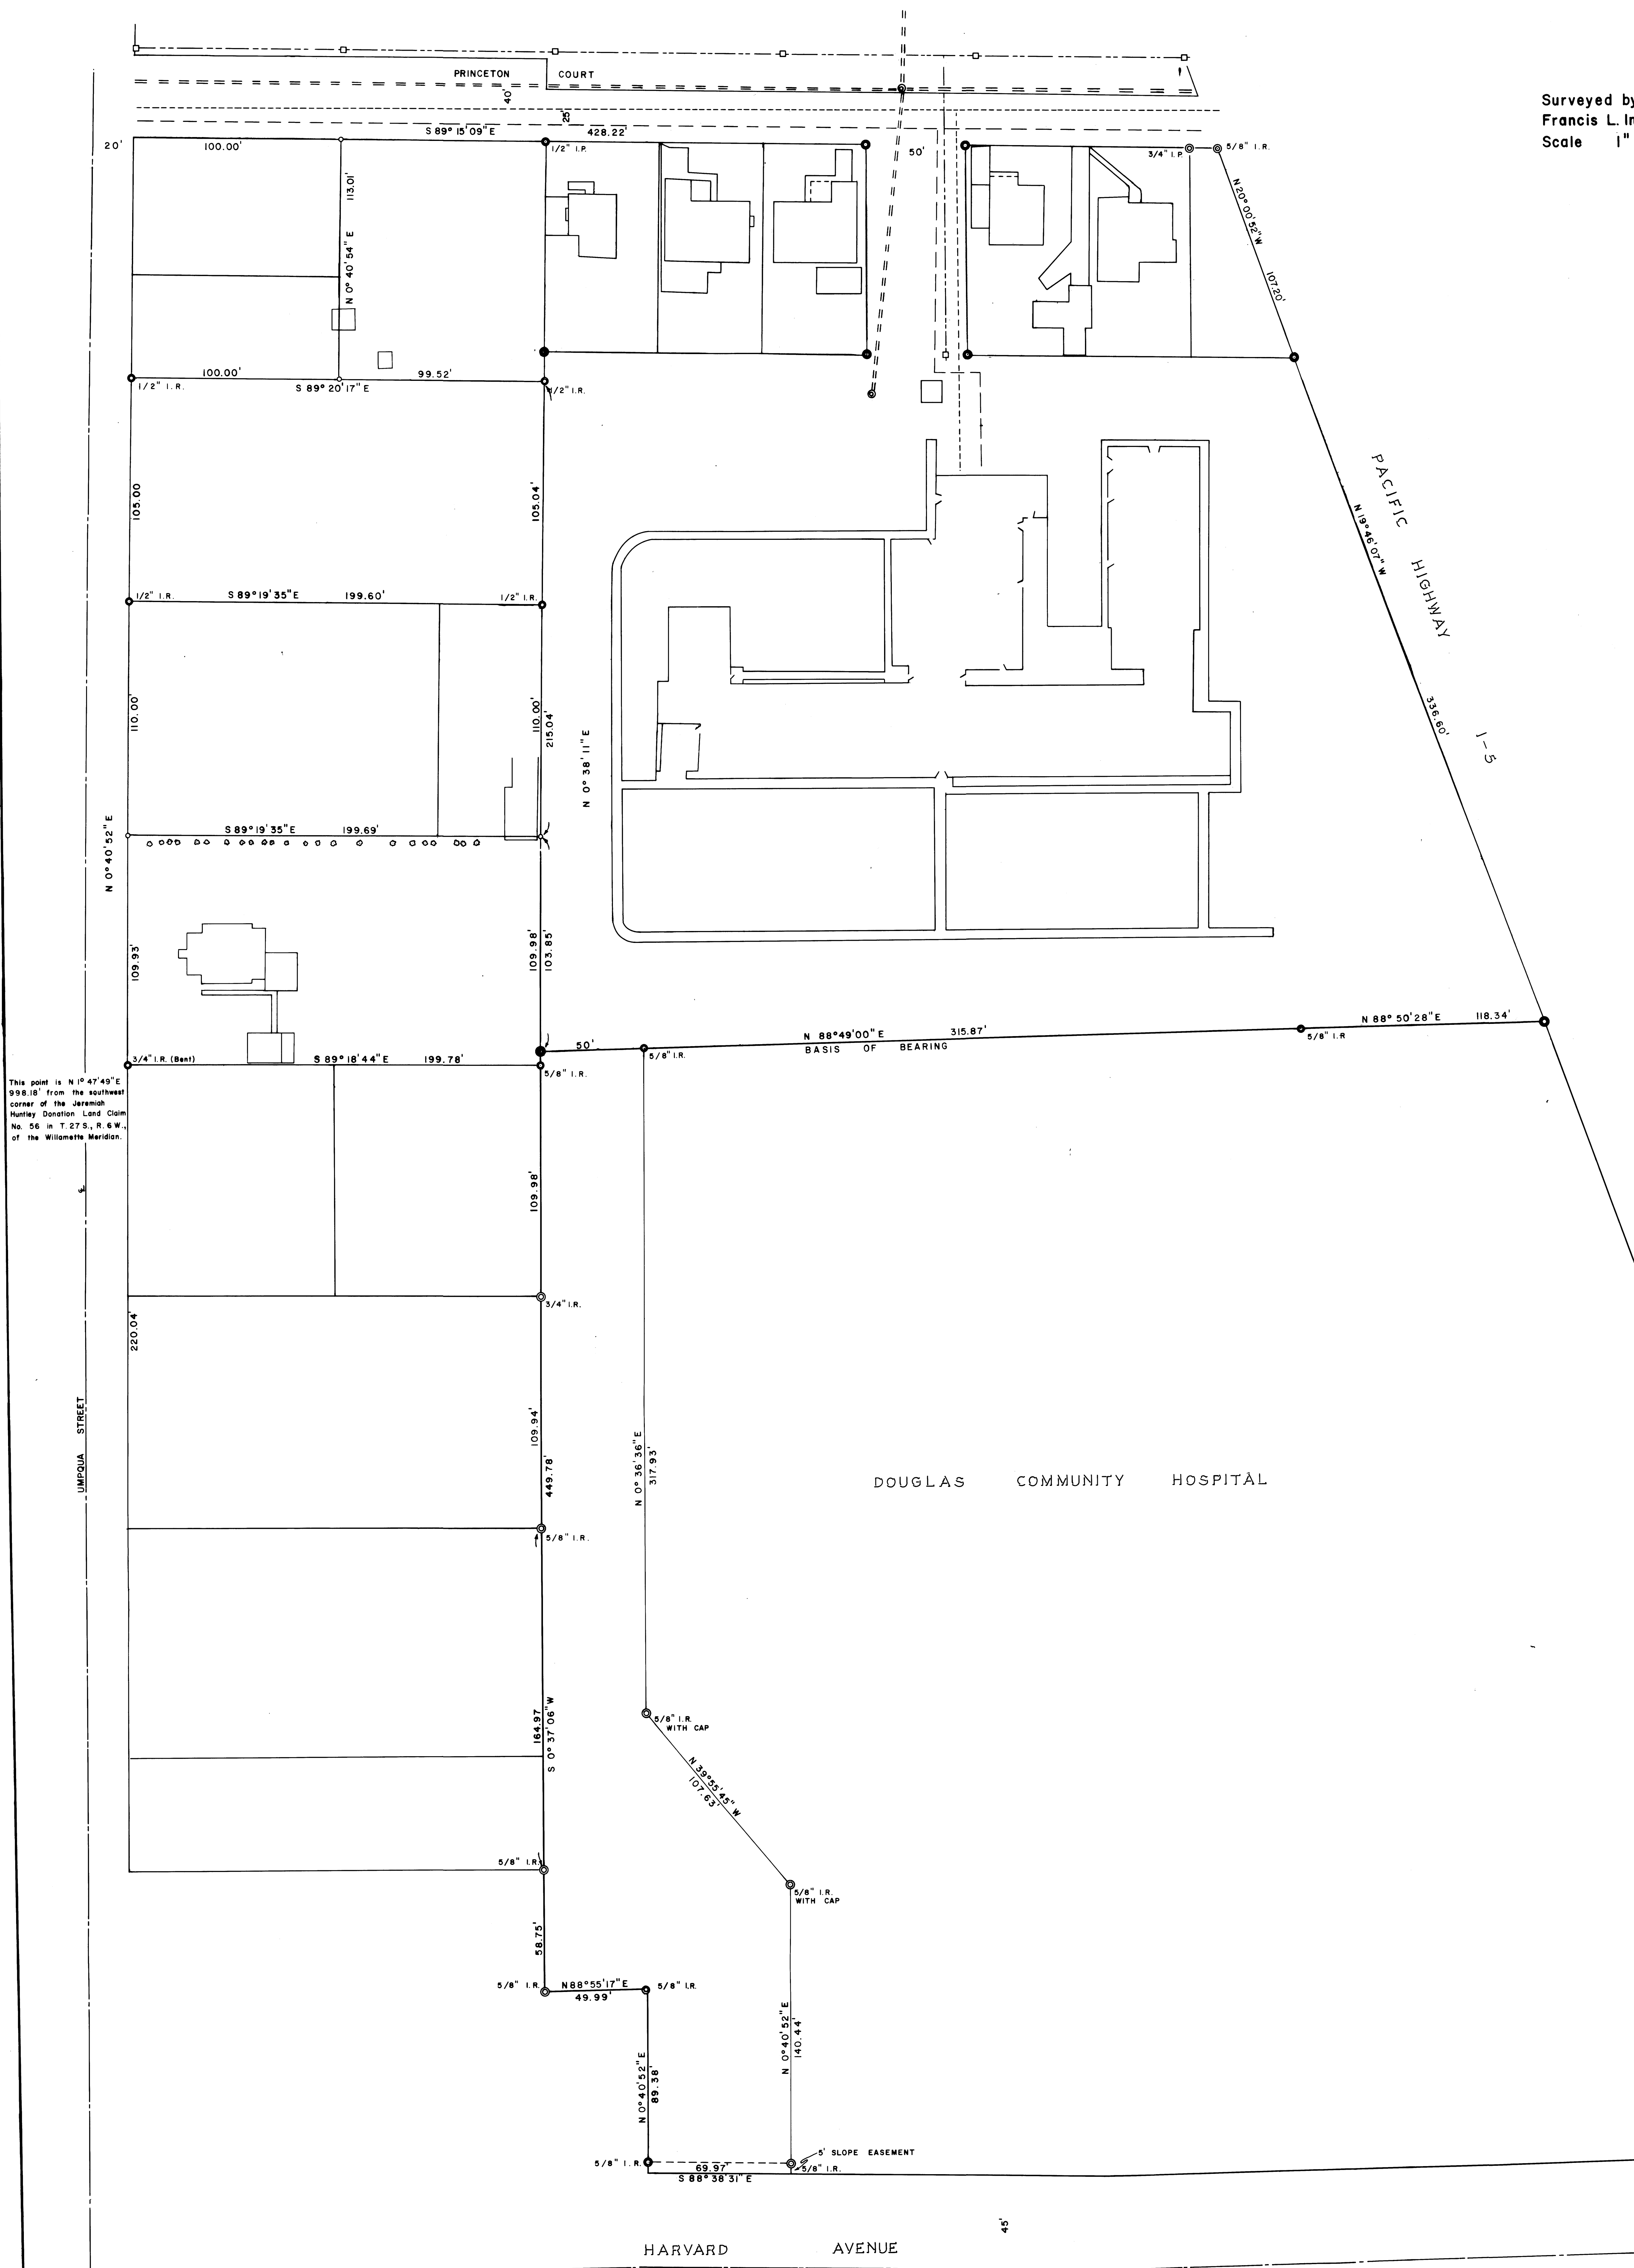 PRINCETON COURT
40'
25'
Surveyed by
Francis L. In
Scale 1"
20'
S 89° 15' 09" E 428.22'
100.00'
1/2" I.P.
50'
3/4" I.P.
5/8" I.R.
N 20° 00' 52" W
107.20'
113.01'
N 0° 40' 54" E
100.00'
99.52'
1/2" I.R.
S 89° 20' 17" E
1/2" I.R.
PACIFIC HIGHWAY I-5
N 19° 46' 07" W
336.60'
105.00
105.04'
1/2" I.R.
S 89° 19' 35" E 199.60'
1/2" I.R.
110.00'
110.00'
215.04'
N 0° 38' 11" E
N 0° 40' 52" E
S 89° 19' 35" E 199.69'
109.93'
109.98'
103.85'
N 88° 50' 28" E 118.34'
N 88° 49' 00" E 315.87'
BASIS OF BEARING
50'
5/8" I.R.
5/8" I.R
3/4" I.R. (Bent)
S 89° 18' 44" E 199.78'
5/8" I.R.
This point is N 1° 47' 49" E
998.18' from the southwest
corner of the Jeremiah
Huntley Donation Land Claim
No. 56 in T. 27 S., R. 6 W.,
of the Willamette Meridian.
℄
109.98'
3/4" I.R.
220.04'
UMPQUA STREET
109.94'
449.78'
N 0° 36' 36" E
317.93'
DOUGLAS COMMUNITY HOSPITAL
5/8" I.R.
164.97
S 0° 37' 06" W
5/8" I.R.
WITH CAP
N 39° 55' 45" W
107.63'
5/8" I.R.
5/8" I.R.
WITH CAP
58.75'
5/8" I.R.
N 88° 55' 17" E
49.99'
5/8" I.R.
N 0° 40' 52" E
89.38'
N 0° 40' 52" E
140.44'
5' SLOPE EASEMENT
5/8" I.R.
69.97'
5/8" I.R.
S 88° 38' 31" E
45'
HARVARD AVENUE